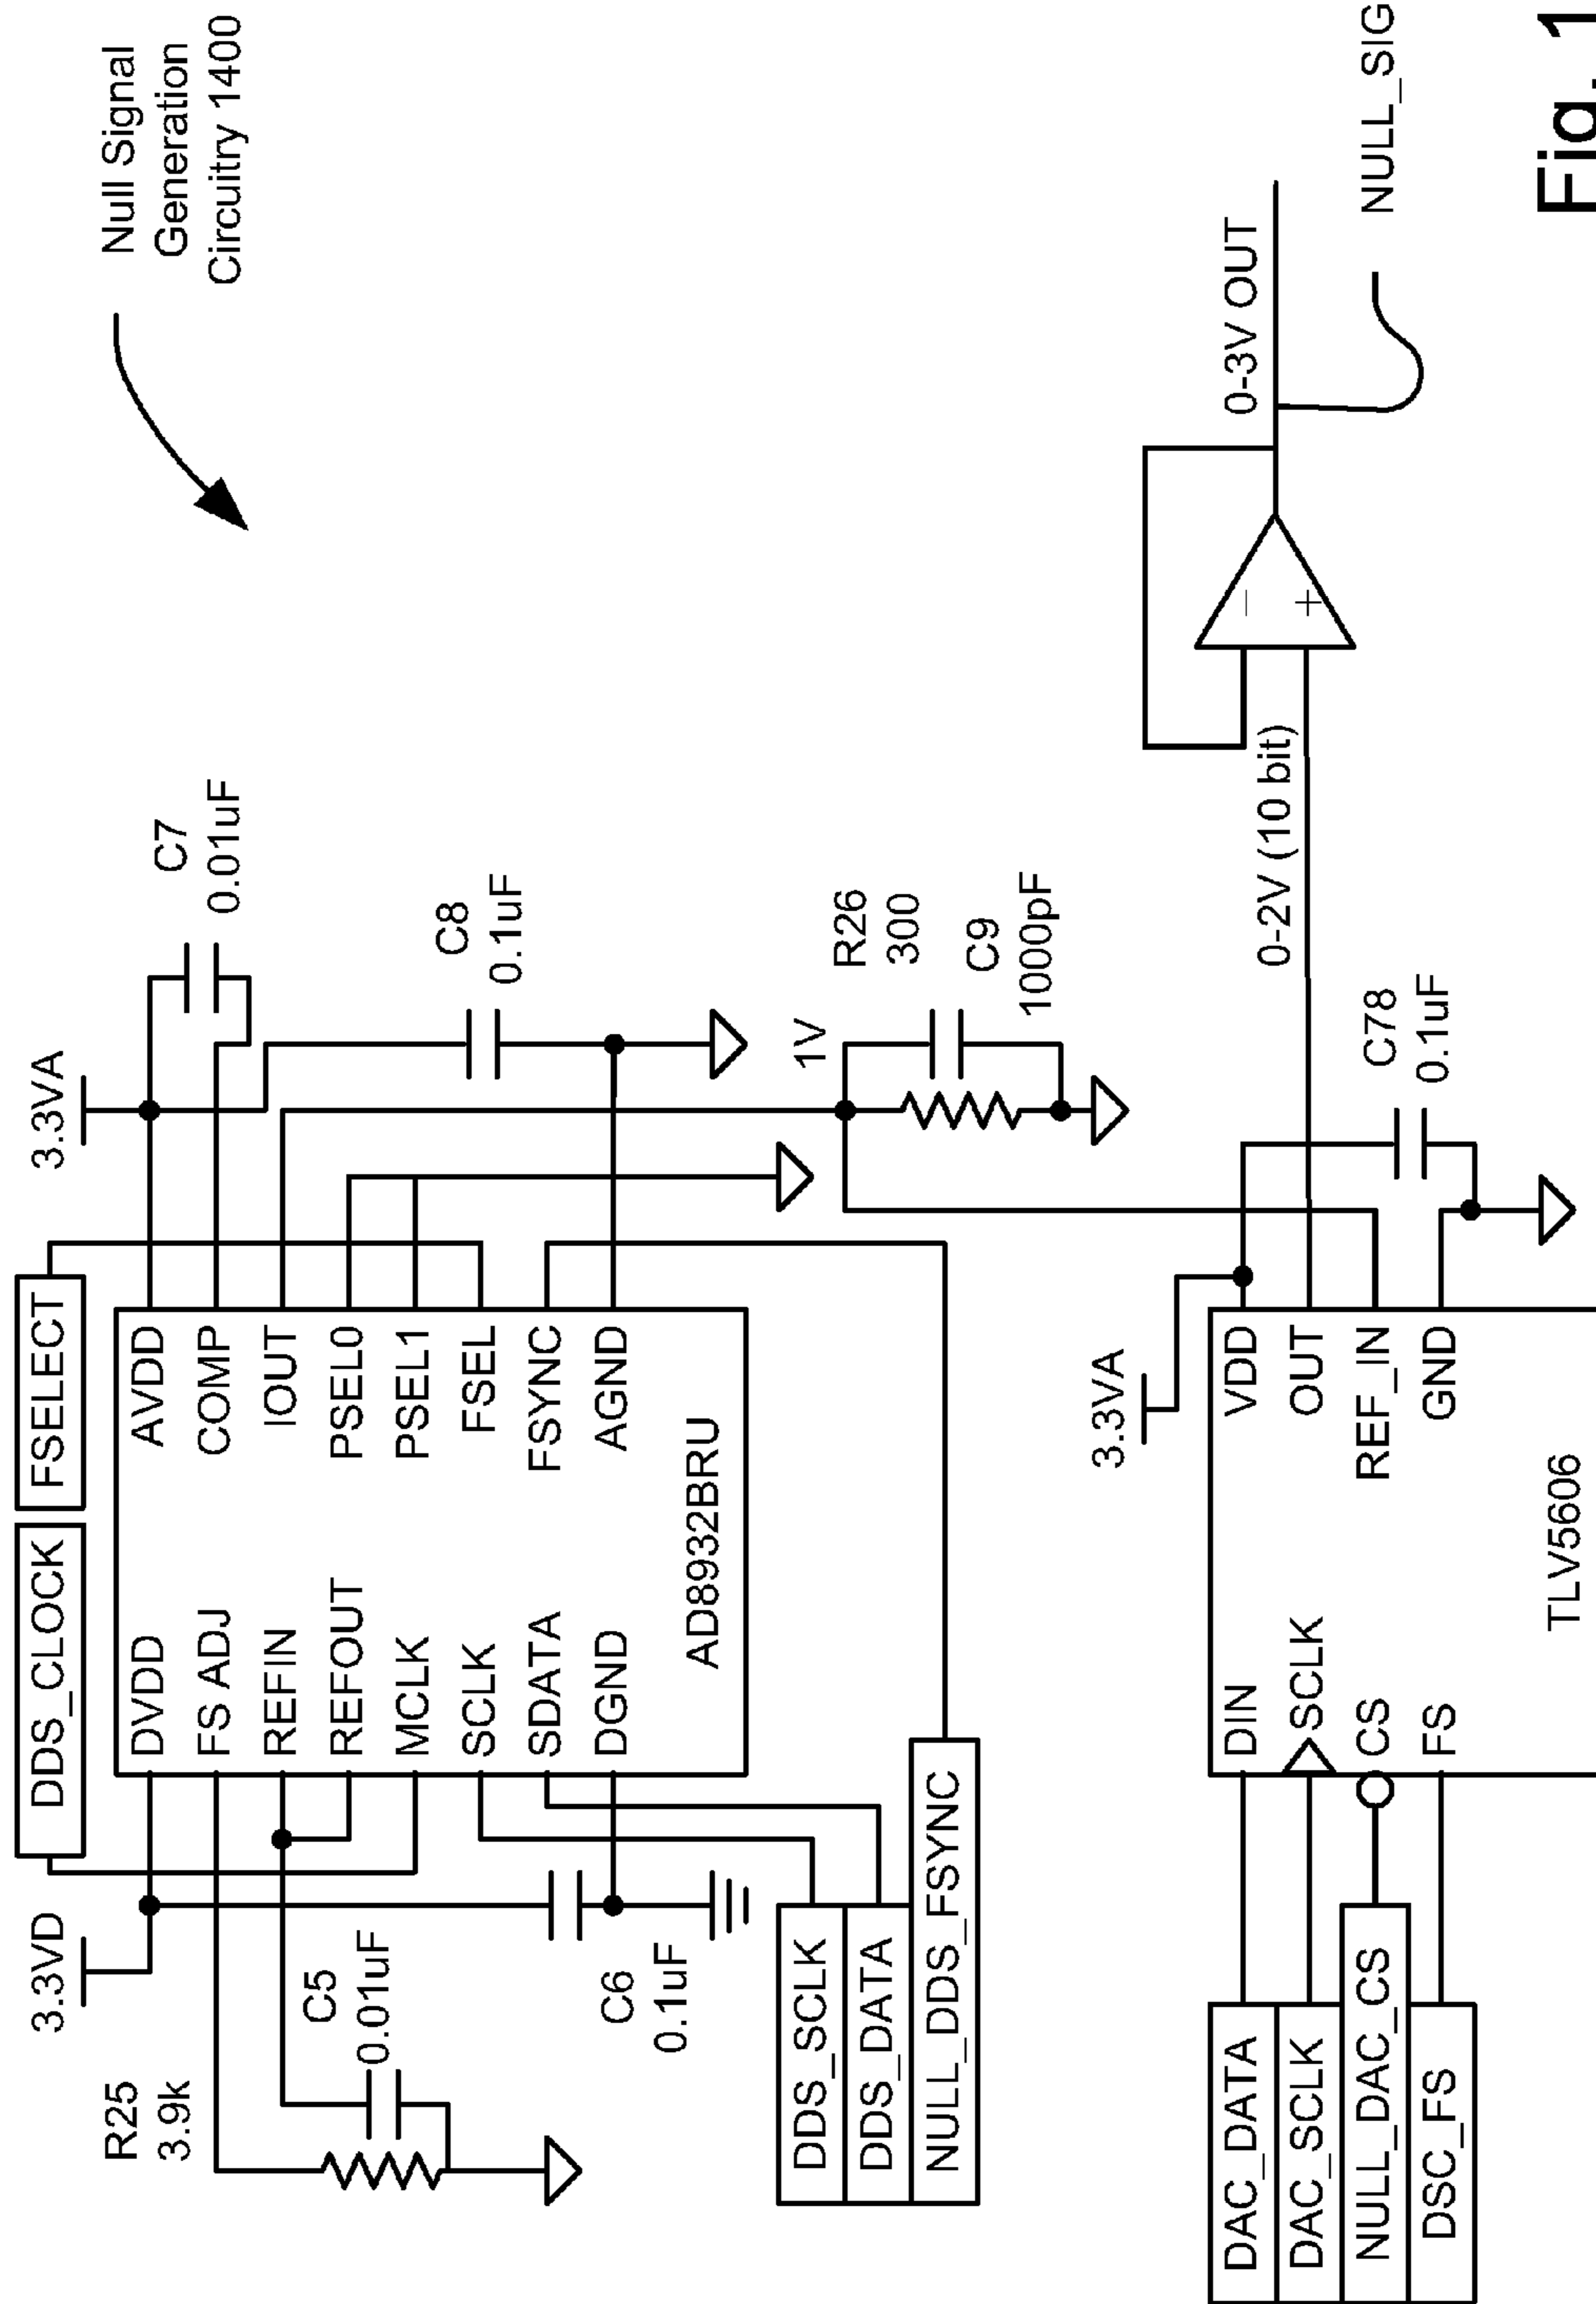 Null Signal
Generation
Circuitry 1400
3.3VD
DDS_CLOCK
FSELECT
3.3VA
R25
3.9k
C5
0.01uF
C6
0.1uF
DVDD
FS ADJ
REFIN
REFOUT
MCLK
SCLK
SDATA
DGND
AVDD
COMP
IOUT
PSEL0
PSEL1
FSEL
FSYNC
AGND
AD8932BRU
C7
0.01uF
C8
0.1uF
1V
R26
300
C9
1000pF
DDS_SCLK
DDS_DATA
NULL_DDS_FSYNC
3.3VA
DAC_DATA
DAC_SCLK
NULL_DAC_CS
DSC_FS
DIN
SCLK
CS
FS
VDD
OUT
REF_IN
GND
TLV5606
C78
0.1uF
0-2V (10 bit)
−
+
0-3V OUT
NULL_SIG
Fig. 1